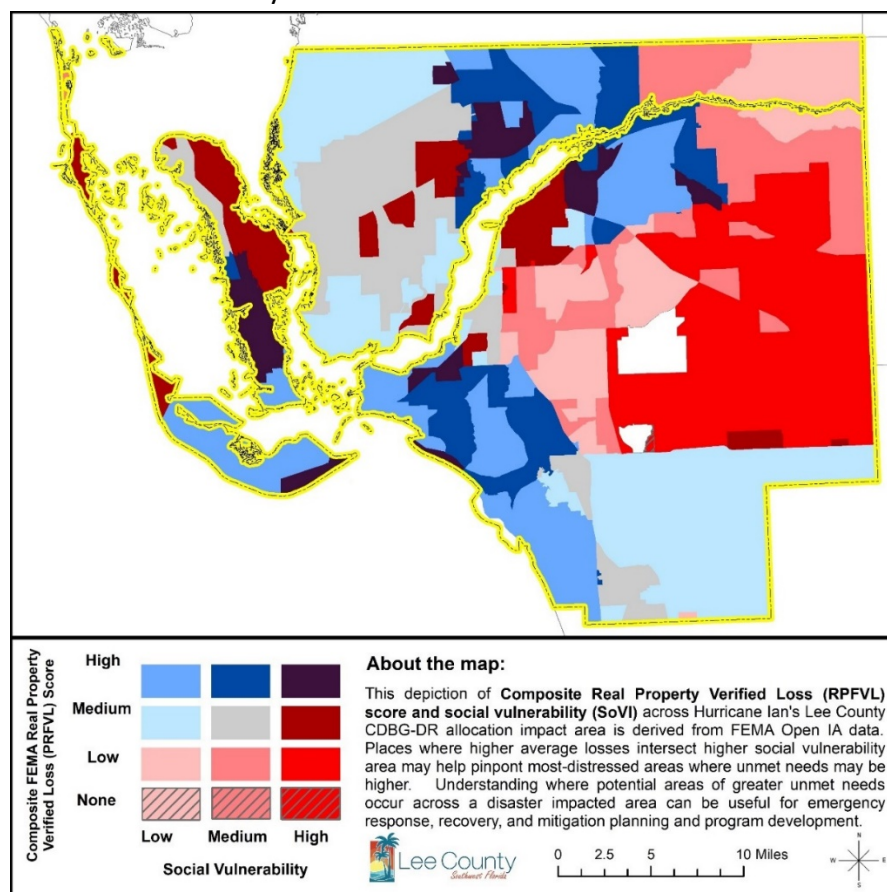 Composite FEMA Real Property
Verified Loss (PRFVL) Score
High
Medium
Low
None
Low Medium High
Social Vulnerability
About the map:
This depiction of Composite Real Property Verified Loss (RPFVL)
score and social vulnerability (SoVI) across Hurricane Ian's Lee County
CDBG-DR allocation impact area is derived from FEMA Open IA data.
Places where higher average losses intersect higher social vulnerability
area may help pinpont most-distressed areas where unmet needs may be
higher. Understanding where potential areas of greater unmet needs
occur across a disaster impacted area can be useful for emergency
response, recovery, and mitigation planning and program development.
Lee County
Southwest Florida
0 2.5 5 10 Miles
N
W E
S